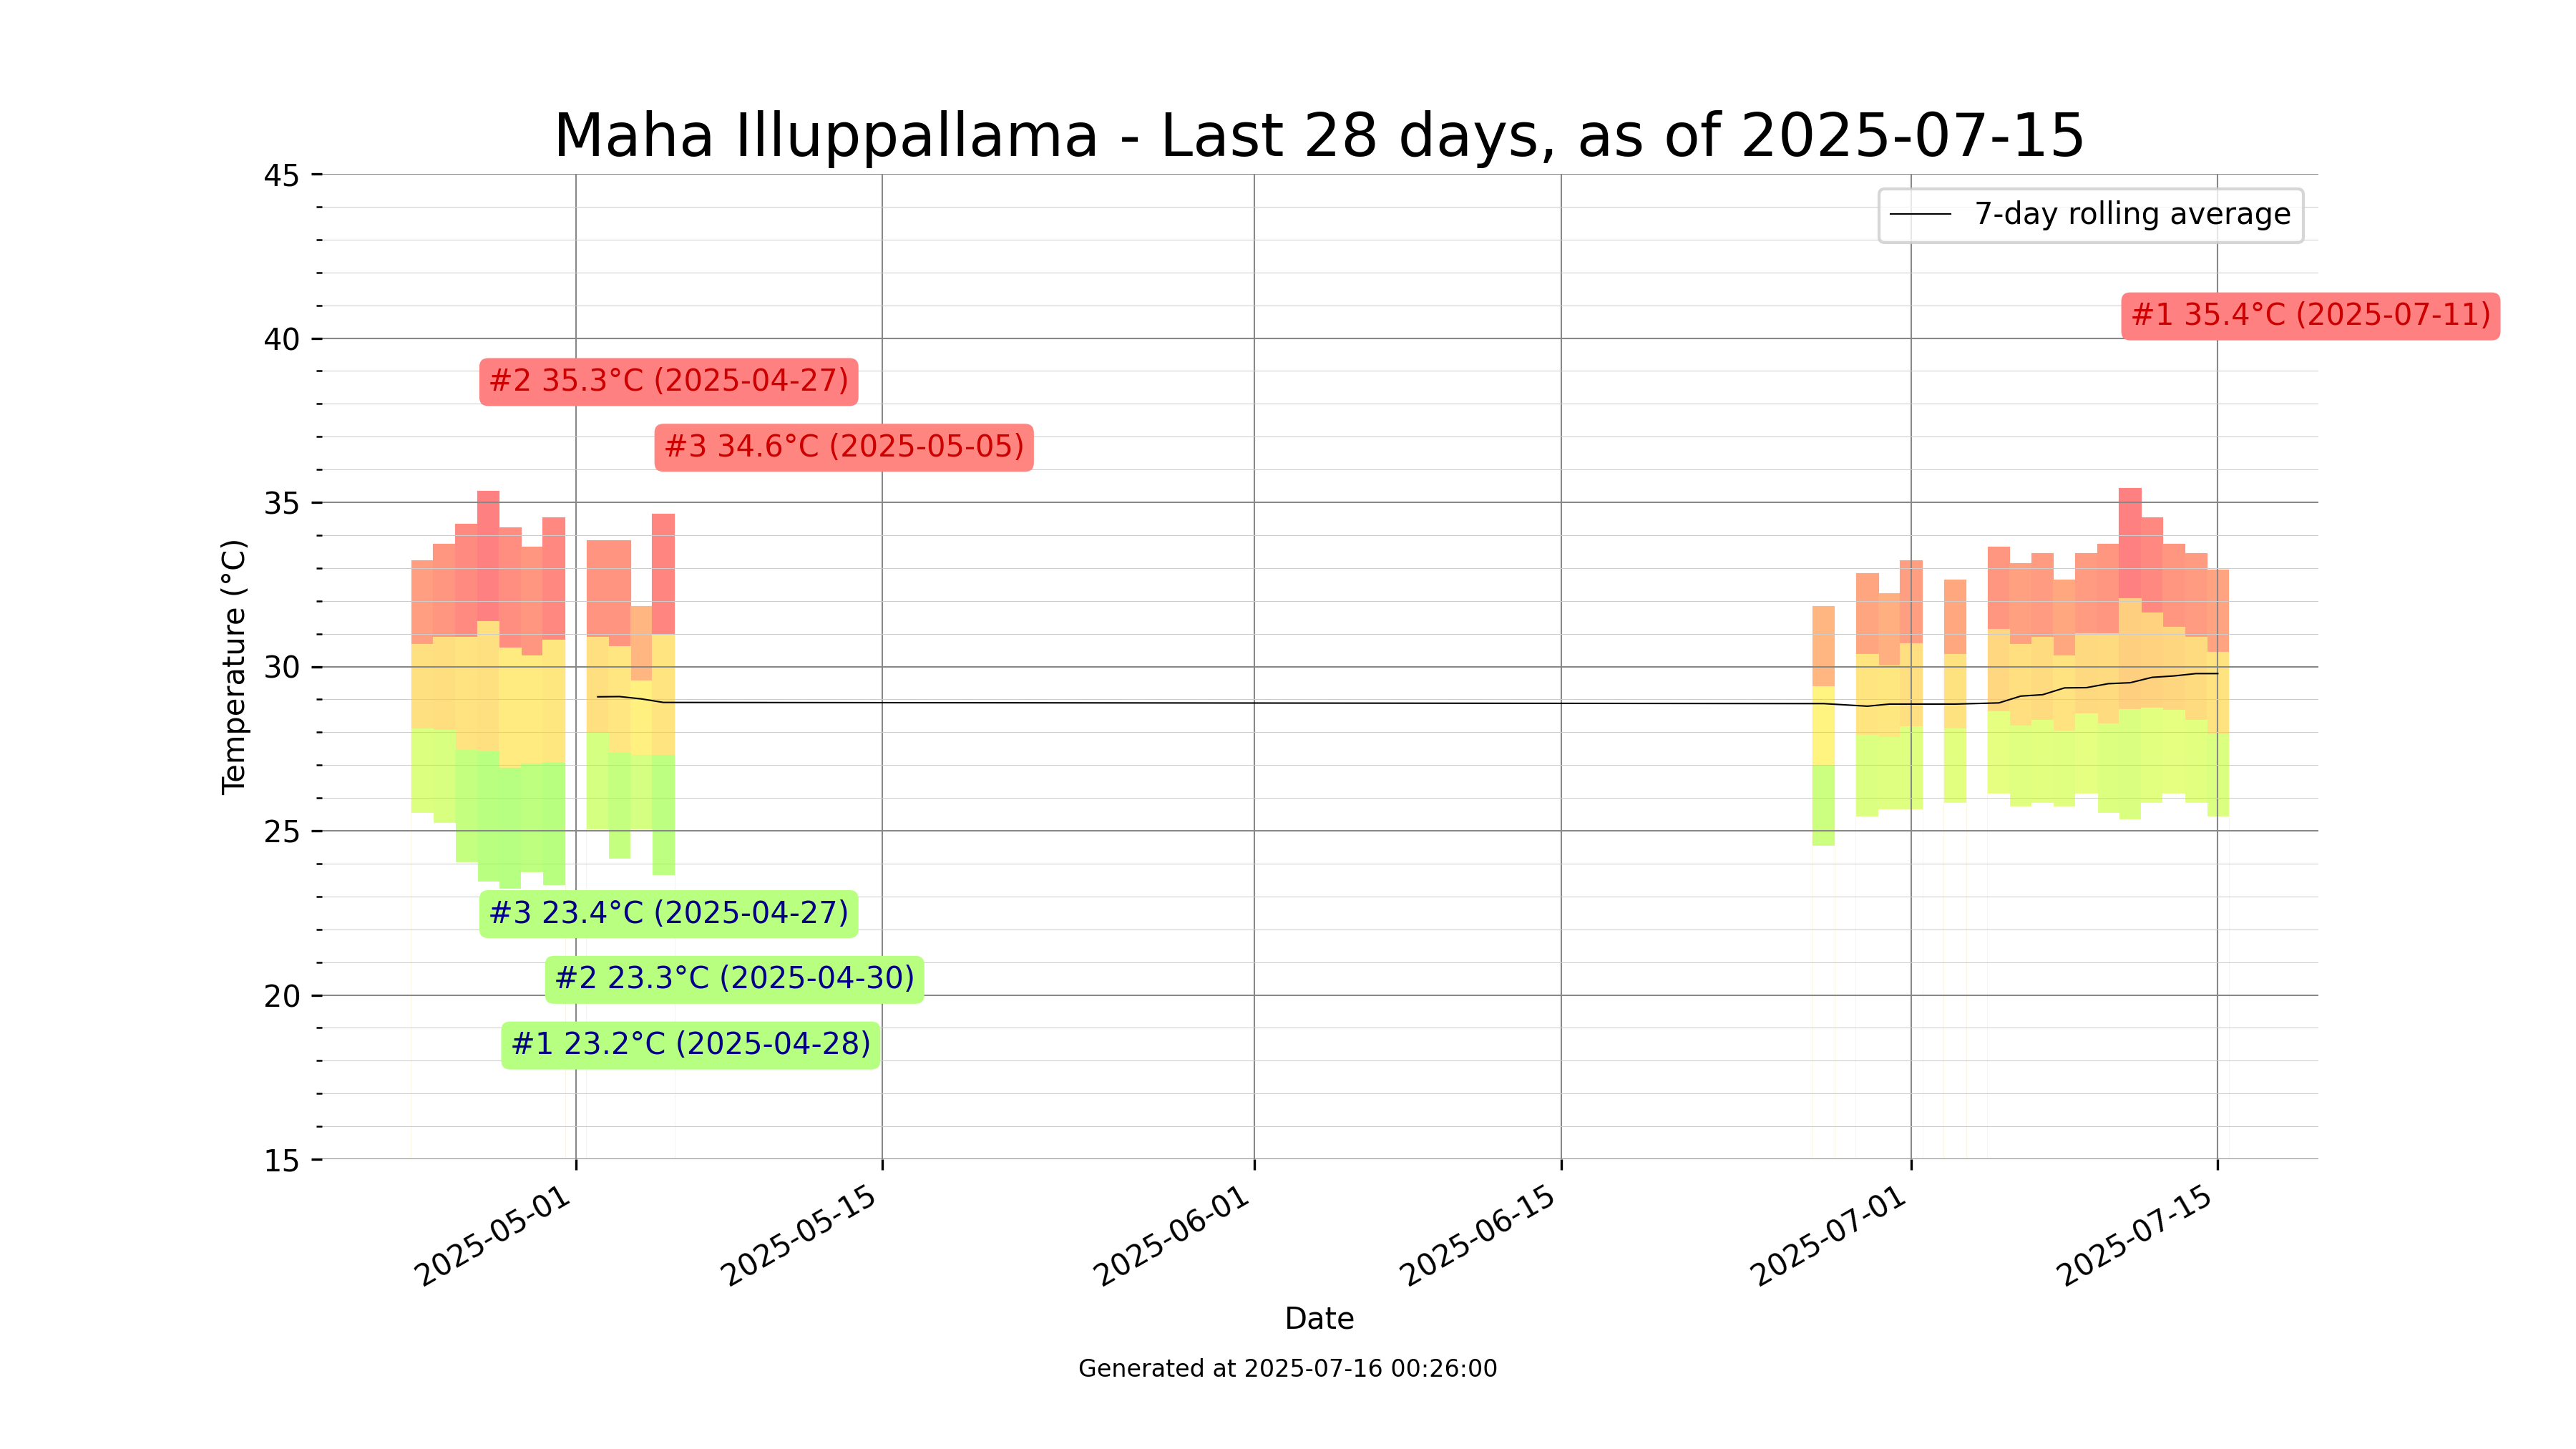 Maha Illuppallama - Last 28 days, as of 2025-07-15
7-day rolling average
#1 35.4°C (2025-07-11)
#2 35.3°C (2025-04-27)
#3 34.6°C (2025-05-05)
#3 23.4°C (2025-04-27)
#2 23.3°C (2025-04-30)
#1 23.2°C (2025-04-28)
Temperature (°C)
45
40
35
30
25
20
15
2025-05-01
2025-05-15
2025-06-01
2025-06-15
2025-07-01
2025-07-15
Date
Generated at 2025-07-16 00:26:00